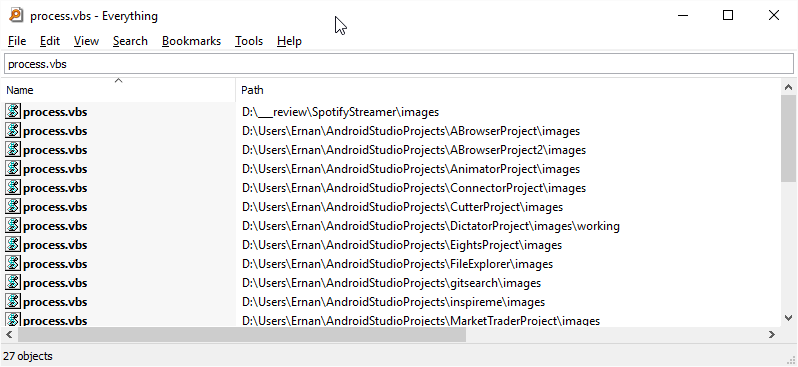 process.vbs - Everything
File Edit View Search Bookmarks Tools Help
process.vbs
Name Path
process.vbs D:\___review\SpotifyStreamer\images
process.vbs D:\Users\Ernan\AndroidStudioProjects\ABrowserProject\images
process.vbs D:\Users\Ernan\AndroidStudioProjects\ABrowserProject2\images
process.vbs D:\Users\Ernan\AndroidStudioProjects\AnimatorProject\images
process.vbs D:\Users\Ernan\AndroidStudioProjects\ConnectorProject\images
process.vbs D:\Users\Ernan\AndroidStudioProjects\CutterProject\images
process.vbs D:\Users\Ernan\AndroidStudioProjects\DictatorProject\images\working
process.vbs D:\Users\Ernan\AndroidStudioProjects\EightsProject\images
process.vbs D:\Users\Ernan\AndroidStudioProjects\FileExplorer\images
process.vbs D:\Users\Ernan\AndroidStudioProjects\gitsearch\images
process.vbs D:\Users\Ernan\AndroidStudioProjects\inspireme\images
process.vbs D:\Users\Ernan\AndroidStudioProjects\MarketTraderProject\images
27 objects